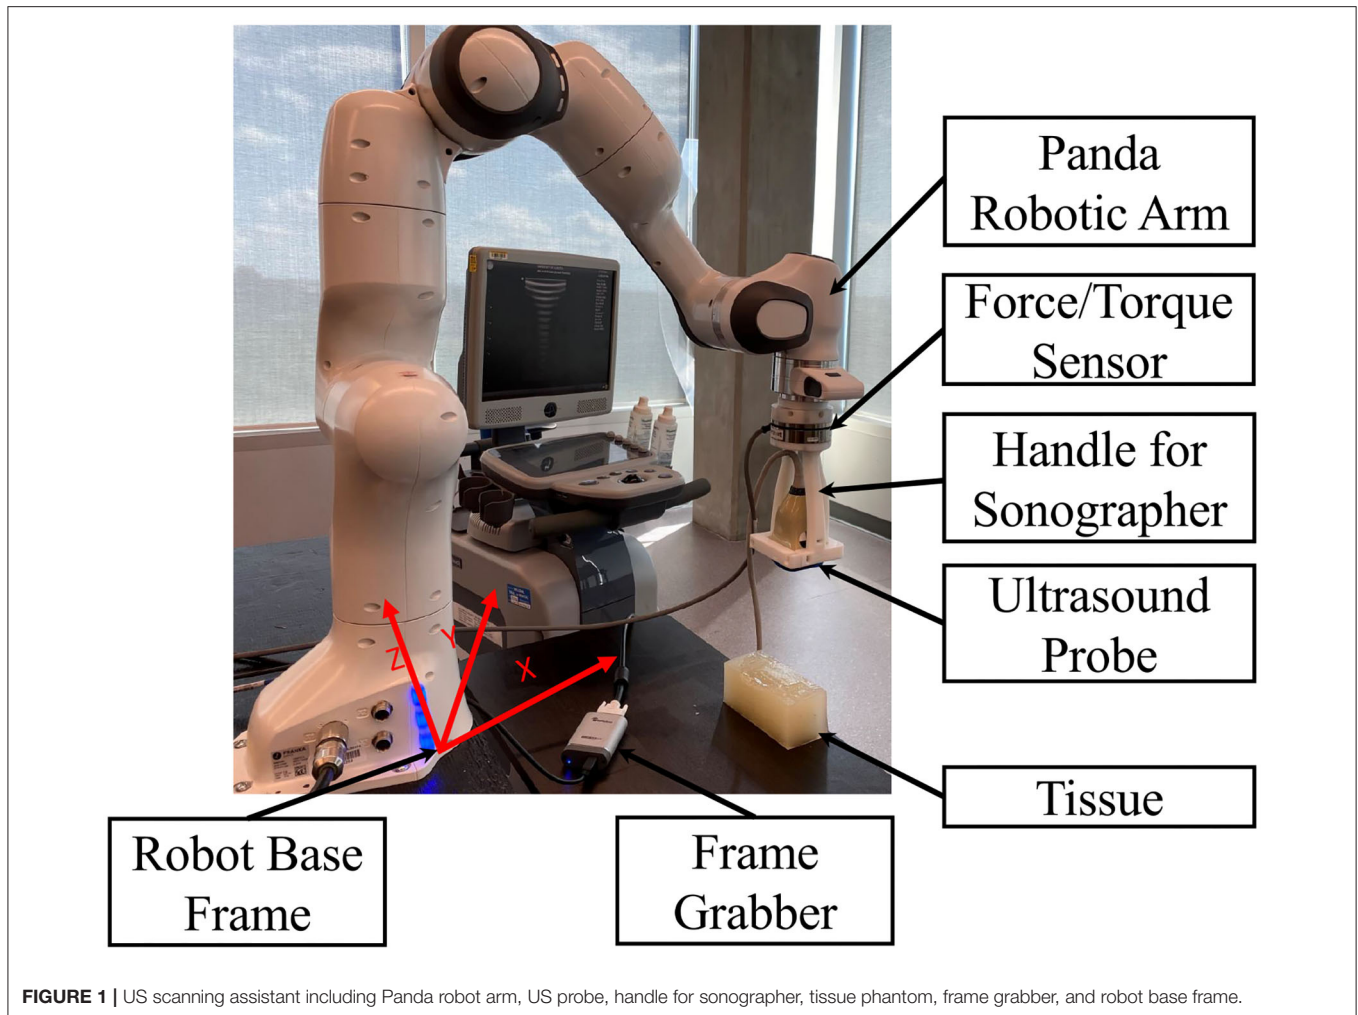 Panda
Robotic Arm
Force/Torque
Sensor
Handle for
Sonographer
Ultrasound
Probe
Tissue
Z
Y
X
Robot Base
Frame
Frame
Grabber
FIGURE 1 | US scanning assistant including Panda robot arm, US probe, handle for sonographer, tissue phantom, frame grabber, and robot base frame.